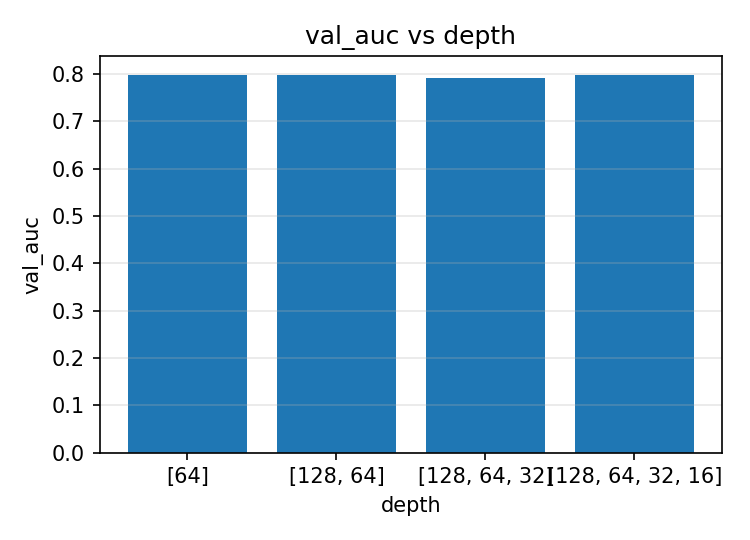 val_auc vs depth
val_auc
0.8
0.7
0.6
0.5
0.4
0.3
0.2
0.1
0.0
[64]
[128, 64]
[128, 64, 32]
[128, 64, 32, 16]
depth